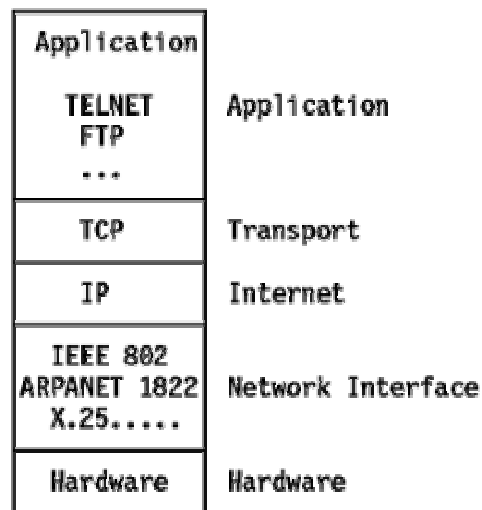 Application
TELNET Application
FTP
...
TCP Transport
IP Internet
IEEE 802
ARPANET 1822 Network Interface
X.25.....
Hardware Hardware